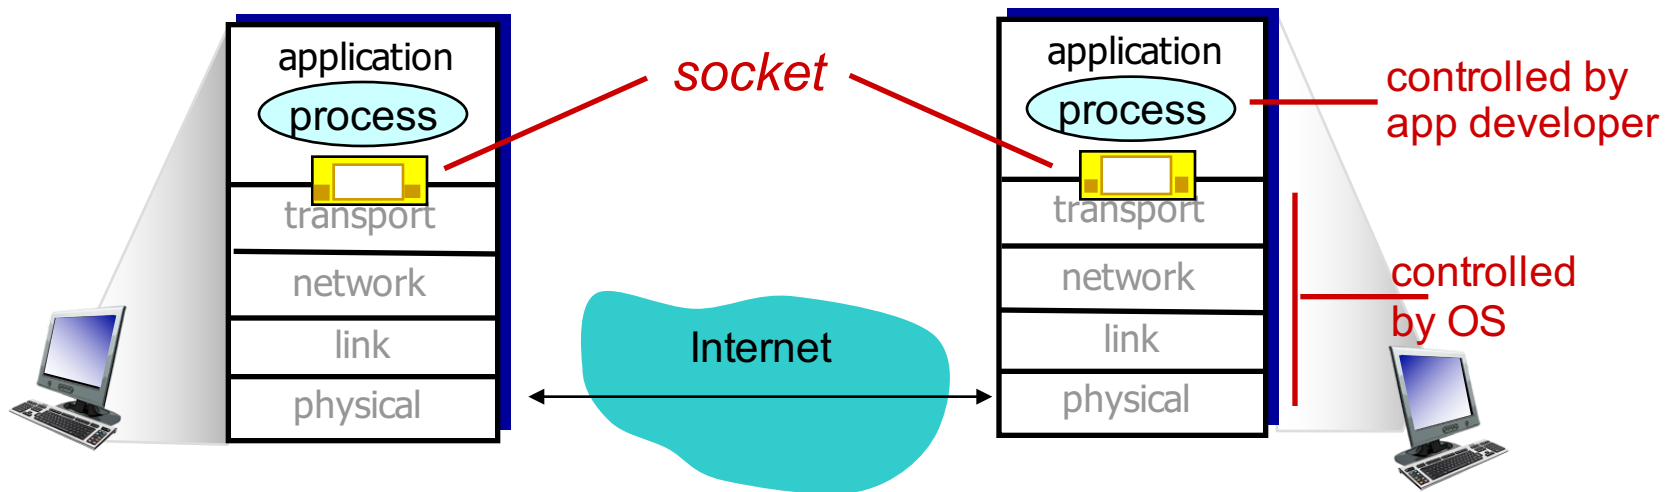 application
process
transport
network
link
physical
socket
Internet
application
process
transport
network
link
physical
controlled by
app developer
controlled
by OS